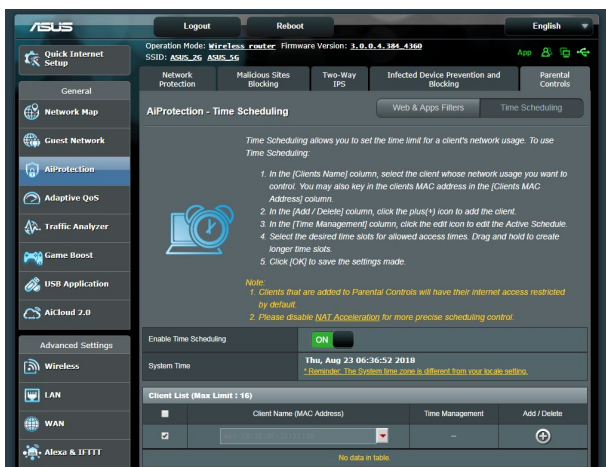 ASUS
Logout
Reboot
English
Quick Internet
Setup
Operation Mode: Wireless router Firmware Version: 3.0.0.4.384_4360
SSID: ASUS_2G ASUS_5G
App
General
Network Map
Guest Network
AiProtection
Adaptive QoS
Traffic Analyzer
Game Boost
USB Application
AiCloud 2.0
Advanced Settings
Wireless
LAN
WAN
Alexa & IFTTT
Network
Protection
Malicious Sites
Blocking
Two-Way
IPS
Infected Device Prevention and
Blocking
Parental
Controls
AiProtection - Time Scheduling
Web & Apps Filters
Time Scheduling
Time Scheduling allows you to set the time limit for a client's network usage. To use
Time Scheduling:
1. In the [Clients Name] column, select the client whose network usage you want to
control. You may also key in the clients MAC address in the [Clients MAC
Address] column.
2. In the [Add / Delete] column, click the plus(+) icon to add the client.
3. In the [Time Management] column, click the edit icon to edit the Active Schedule.
4. Select the desired time slots for allowed access times. Drag and hold to create
longer time slots.
5. Click [OK] to save the settings made.
Note:
1. Clients that are added to Parental Controls will have their internet access restricted
by default.
2. Please disable NAT Acceleration for more precise scheduling control.
Enable Time Scheduling
ON
System Time
Thu, Aug 23 06:36:52 2018
* Reminder: The System time zone is different from your locale setting.
Client List (Max Limit : 16)
Client Name (MAC Address)
Time Management
Add / Delete
--
No data in table.